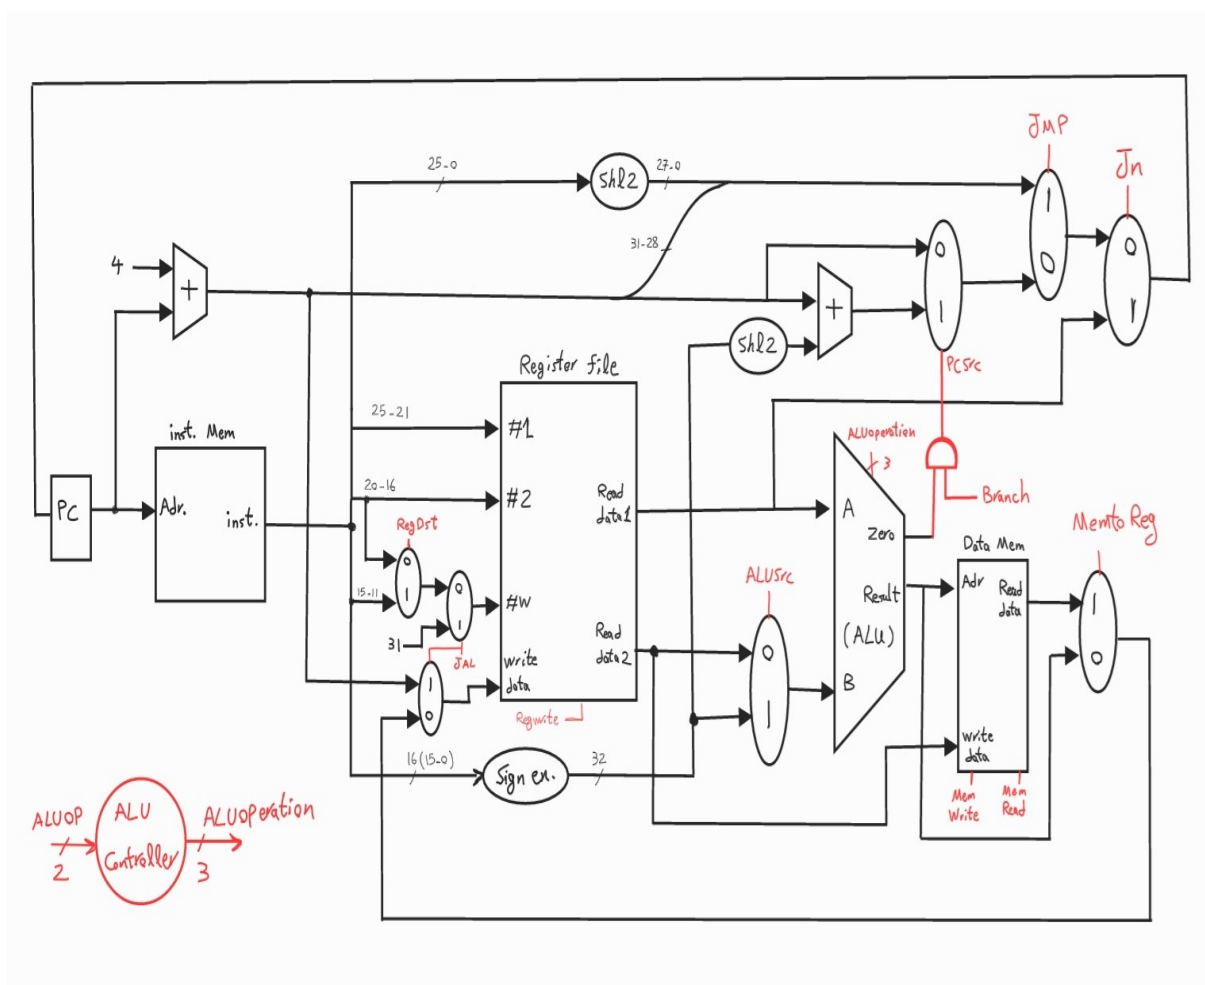 JMP
Jn
25-0
shl2
27-0
1
0
31-28
4
+
0
1
+
0
1
shl2
PCSrc
Register file
25-21
#1
inst. Mem
ALUoperation
3
20-16
#2
Read
data1
A
Branch
PC
Adr.
inst.
RegDst
Zero
Memto Reg
Data Mem
0
1
15-11
0
1
#W
ALUSrc
Result
Adr
Read
data
1
0
31
JAL
Read
data2
(ALU)
0
1
B
write
data
1
0
Regwrite
write
data
16(15-0)
Sign ex.
32
Mem
Write
Mem
Read
ALUOP
2
ALU
Controller
ALUOperation
3